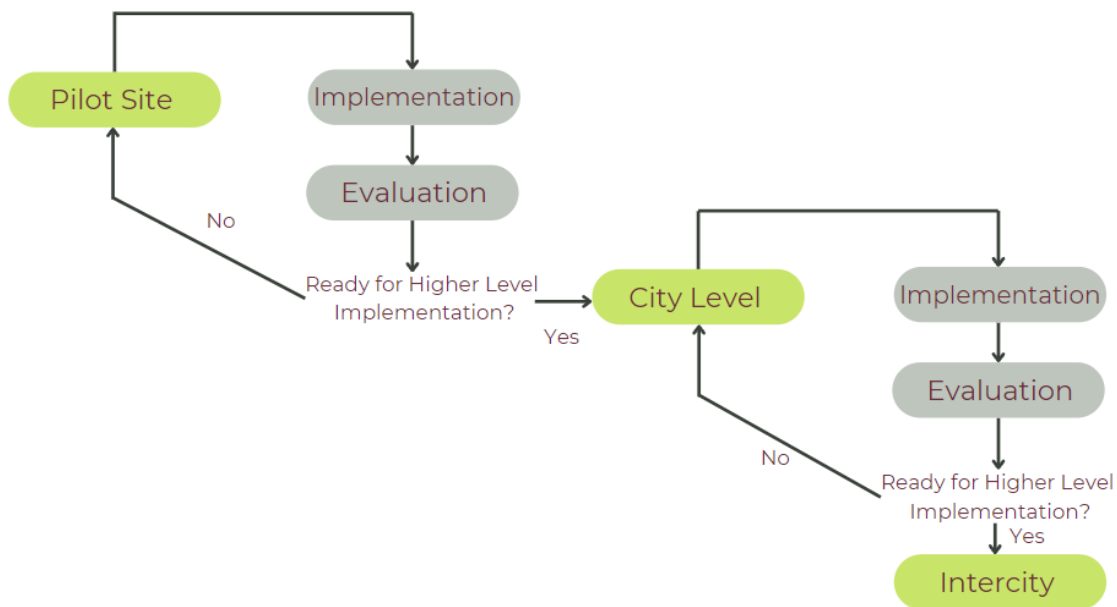 Pilot Site
Implementation
Evaluation
No
Ready for Higher Level
Implementation?
Yes
City Level
Implementation
Evaluation
No
Ready for Higher Level
Implementation?
Yes
Intercity